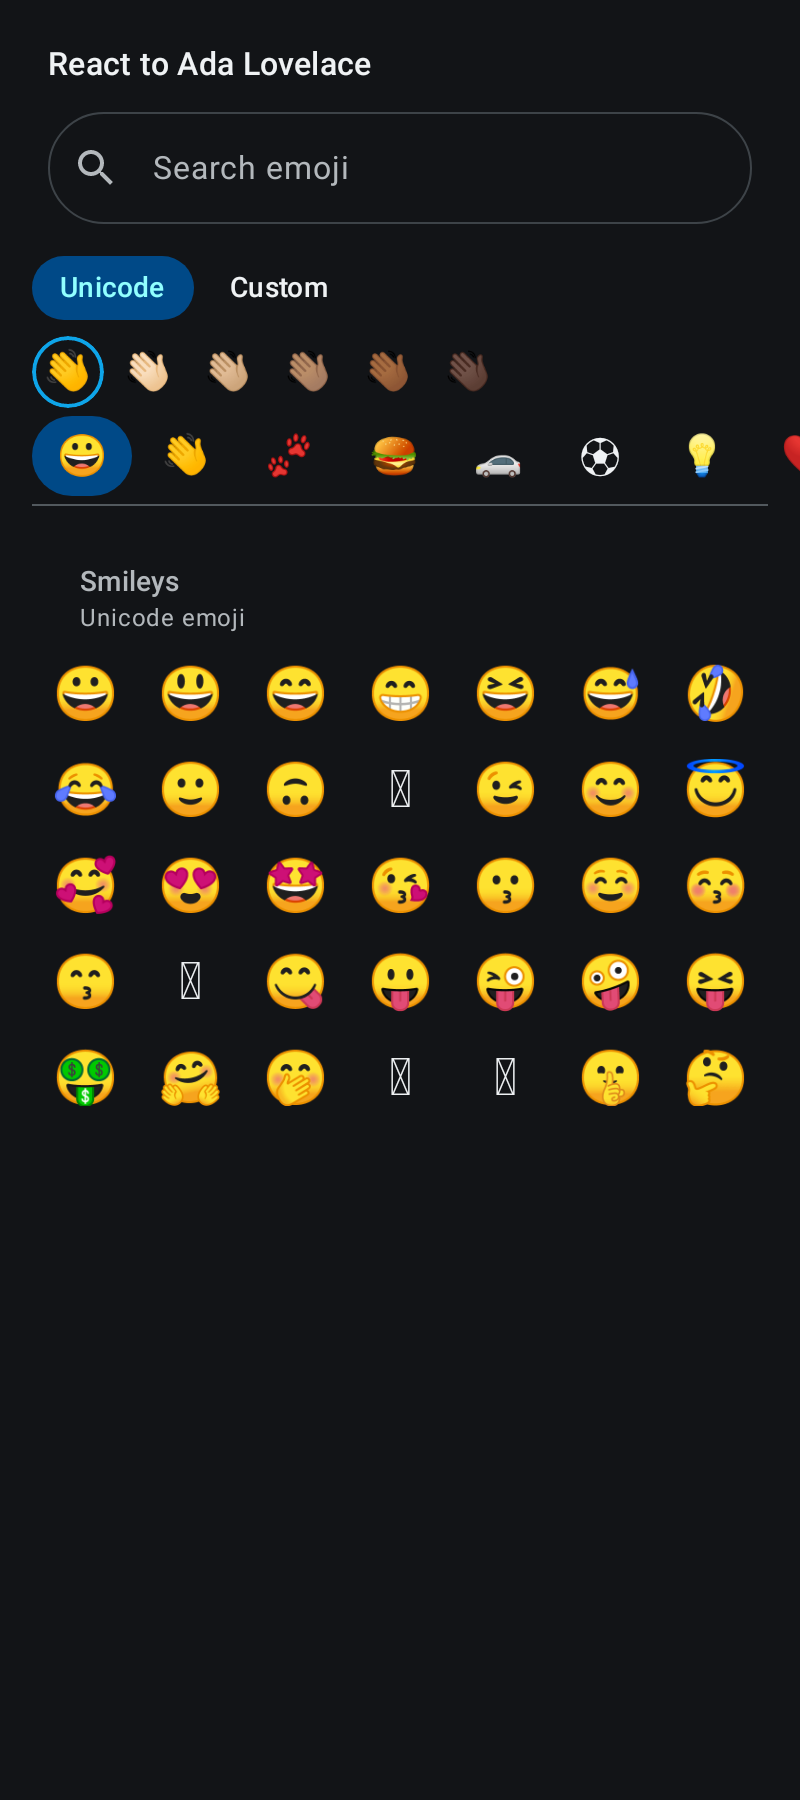 React to Ada Lovelace
Search emoji
Unicode Custom
Smileys
Unicode emoji